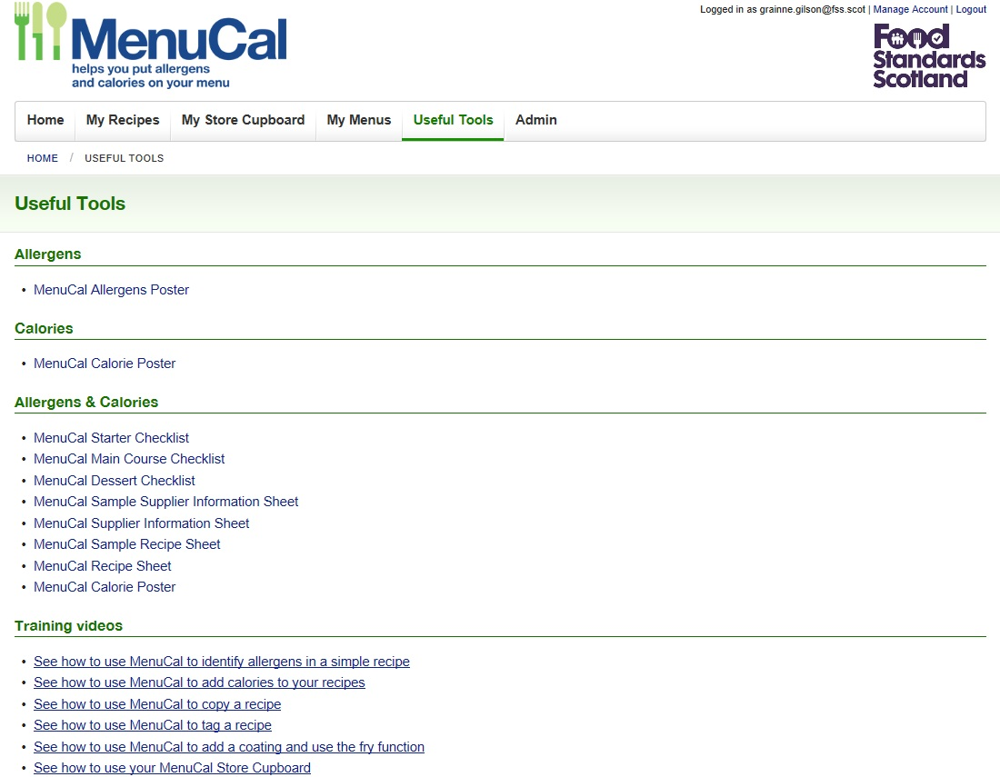 Logged in as grainne.gilson@fss.scot | Manage Account | Logout
MenuCal
helps you put allergens
and calories on your menu
Food
Standards
Scotland
Home My Recipes My Store Cupboard My Menus Useful Tools Admin
HOME / USEFUL TOOLS
Useful Tools
Allergens
• MenuCal Allergens Poster
Calories
• MenuCal Calorie Poster
Allergens & Calories
• MenuCal Starter Checklist
• MenuCal Main Course Checklist
• MenuCal Dessert Checklist
• MenuCal Sample Supplier Information Sheet
• MenuCal Supplier Information Sheet
• MenuCal Sample Recipe Sheet
• MenuCal Recipe Sheet
• MenuCal Calorie Poster
Training videos
• See how to use MenuCal to identify allergens in a simple recipe
• See how to use MenuCal to add calories to your recipes
• See how to use MenuCal to copy a recipe
• See how to use MenuCal to tag a recipe
• See how to use MenuCal to add a coating and use the fry function
• See how to use your MenuCal Store Cupboard